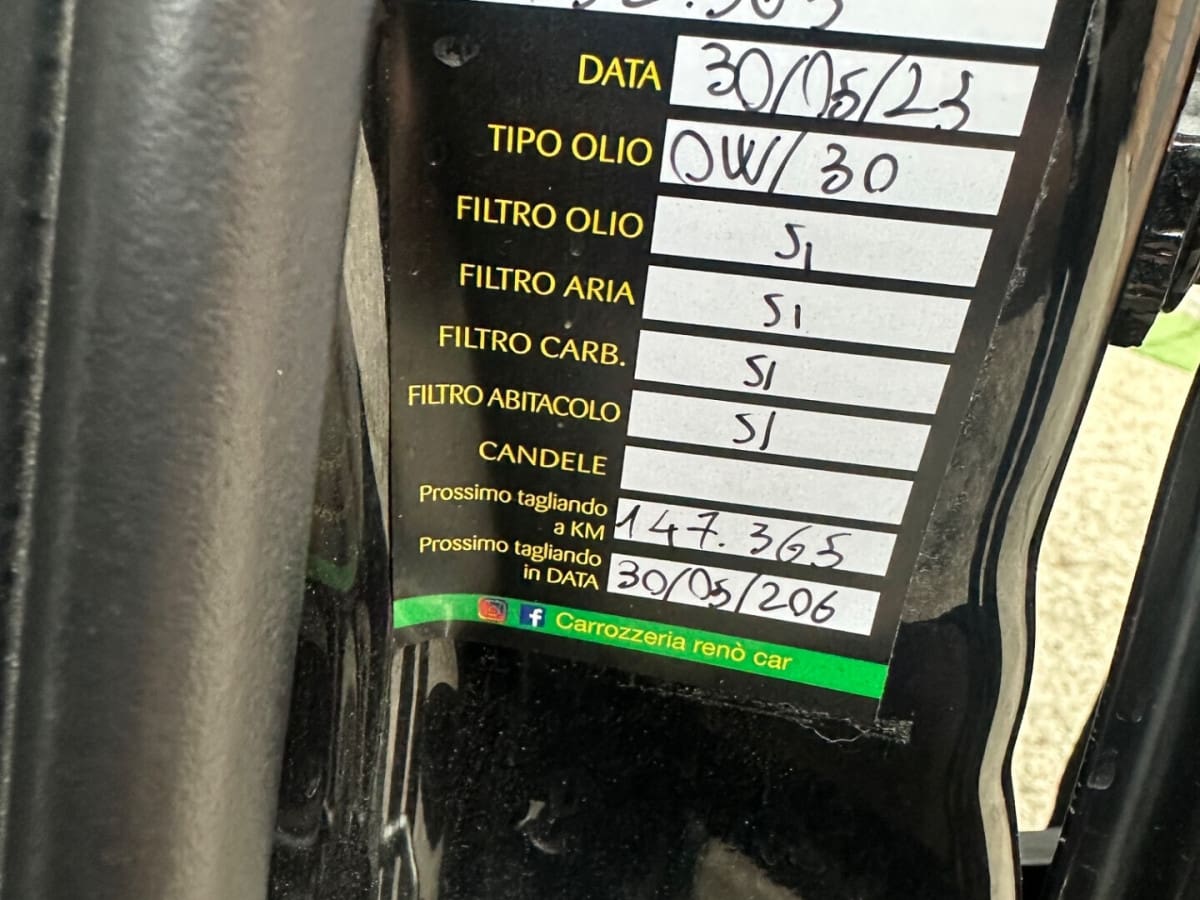 DATA 30/05/23
TIPO OLIO 0W/30
FILTRO OLIO SI
FILTRO ARIA SI
FILTRO CARB. SI
FILTRO ABITACOLO SI
CANDELE
Prossimo tagliando
a KM 147.365
Prossimo tagliando
in DATA 30/05/206
Carrozzeria renò car